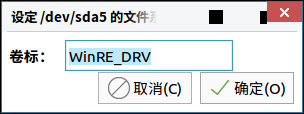 设定 /dev/sda5 的文件
卷标： WinRE_DRV
取消(C) 确定(O)